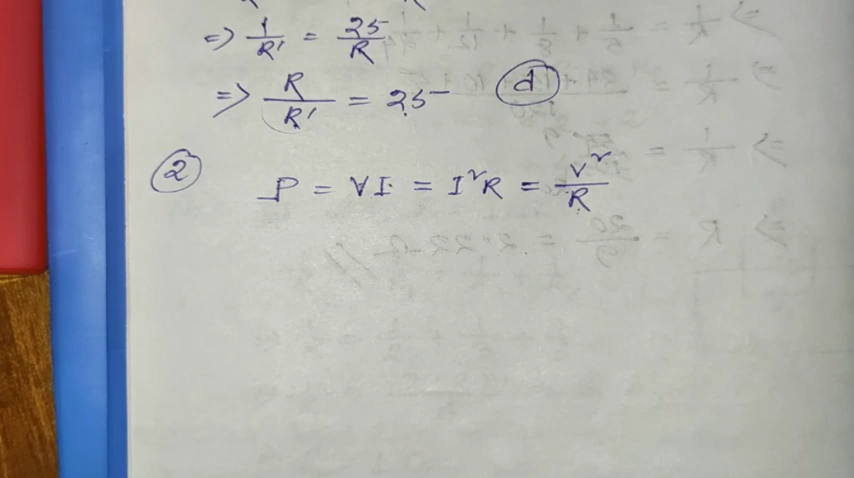 ⇒ 1/R' = 25/R
⇒ R/R' = 25 (d)
(2) P = VI = I²R = V²/R